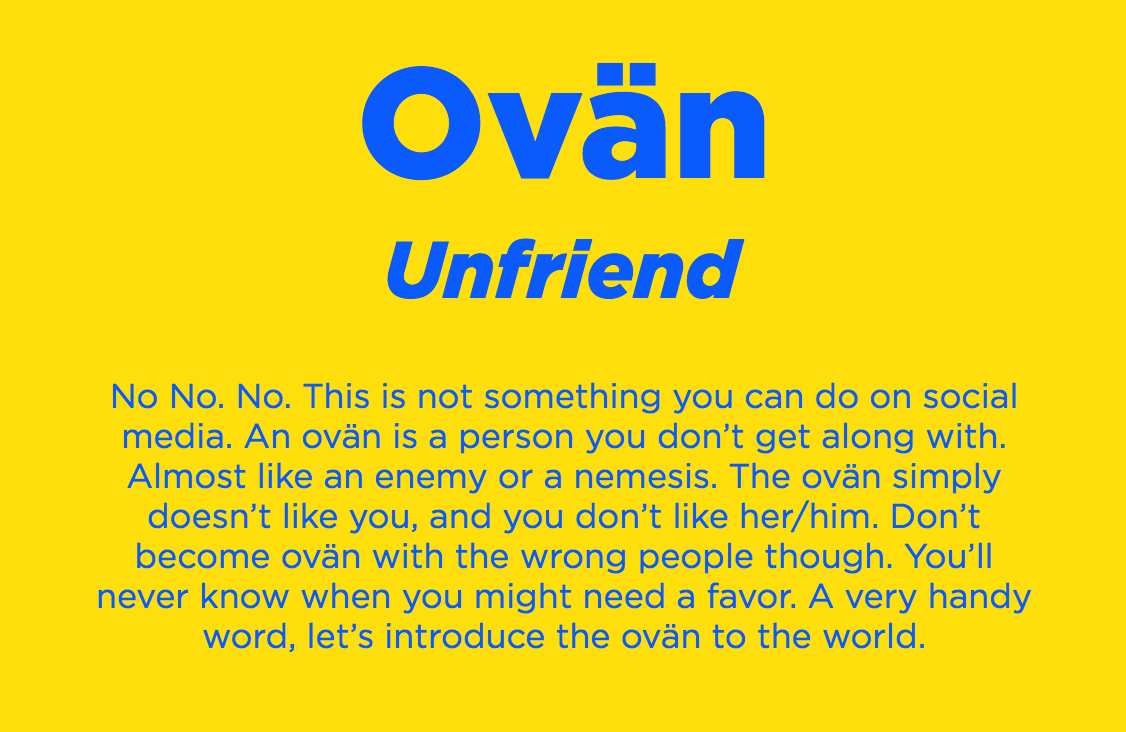 Ovän
Unfriend
No No. No. This is not something you can do on social
media. An ovän is a person you don’t get along with.
Almost like an enemy or a nemesis. The ovän simply
doesn’t like you, and you don’t like her/him. Don’t
become ovän with the wrong people though. You’ll
never know when you might need a favor. A very handy
word, let’s introduce the ovän to the world.